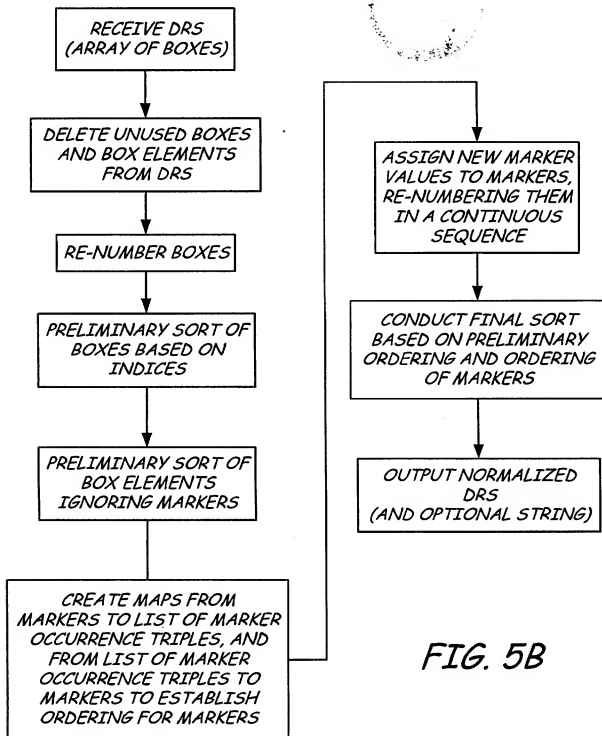 RECEIVE DRS
(ARRAY OF BOXES)
DELETE UNUSED BOXES
AND BOX ELEMENTS
FROM DRS
RE-NUMBER BOXES
PRELIMINARY SORT OF
BOXES BASED ON
INDICES
PRELIMINARY SORT OF
BOX ELEMENTS
IGNORING MARKERS
CREATE MAPS FROM
MARKERS TO LIST OF MARKER
OCCURRENCE TRIPLES, AND
FROM LIST OF MARKER
OCCURRENCE TRIPLES TO
MARKERS TO ESTABLISH
ORDERING FOR MARKERS
ASSIGN NEW MARKER
VALUES TO MARKERS,
RE-NUMBERING THEM
IN A CONTINUOUS
SEQUENCE
CONDUCT FINAL SORT
BASED ON PRELIMINARY
ORDERING AND ORDERING
OF MARKERS
OUTPUT NORMALIZED
DRS
(AND OPTIONAL STRING)
FIG. 5B